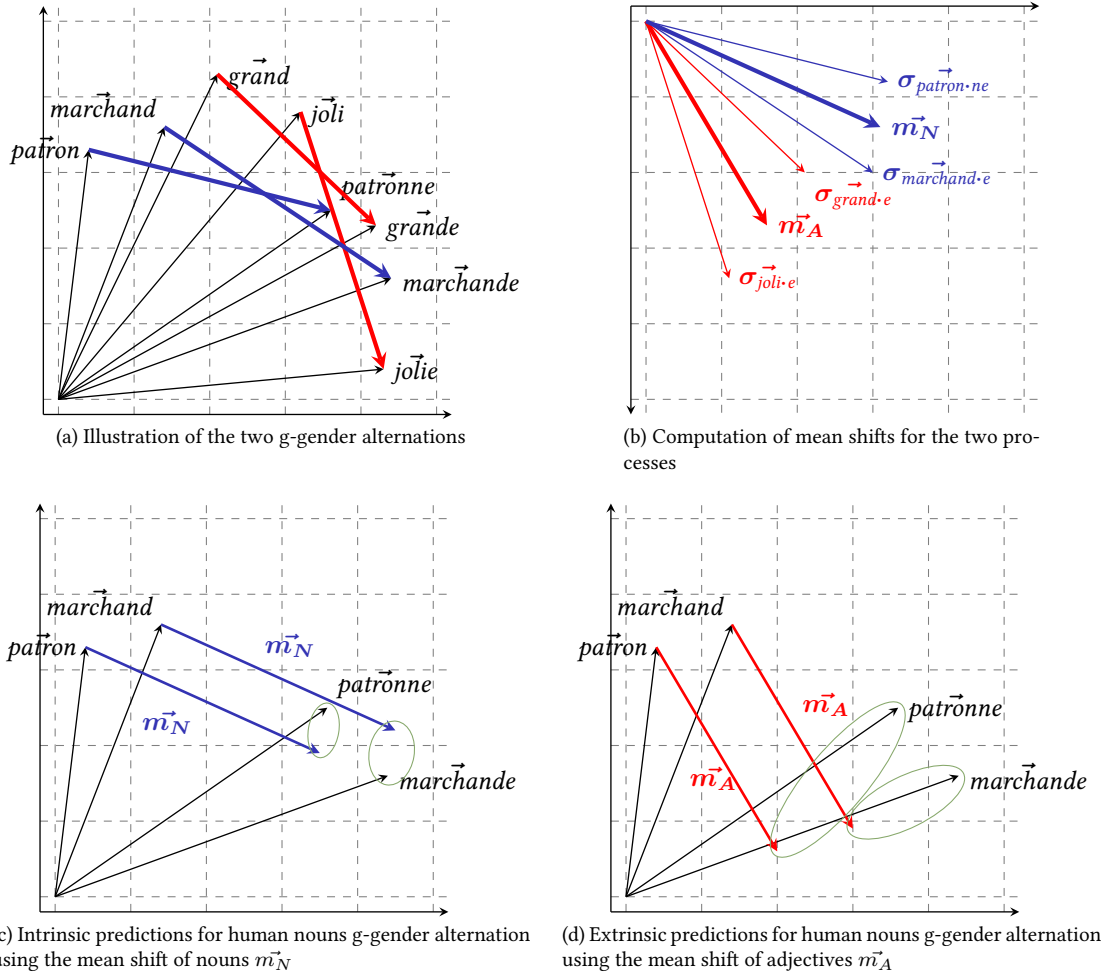 grand
marchand
joli
patron
patronne
grande
marchande
jolie
(a) Illustration of the two g-gender alternations
σ⃗patron·ne
m⃗N
σ⃗marchand·e
σ⃗grand·e
m⃗A
σ⃗joli·e
(b) Computation of mean shifts for the two pro-
cesses
marchand
patron
m⃗N
patronne
m⃗N
marchande
c) Intrinsic predictions for human nouns g-gender alternation
using the mean shift of nouns m⃗N
marchand
patron
m⃗A
patronne
m⃗A
marchande
(d) Extrinsic predictions for human nouns g-gender alternation
using the mean shift of adjectives m⃗A